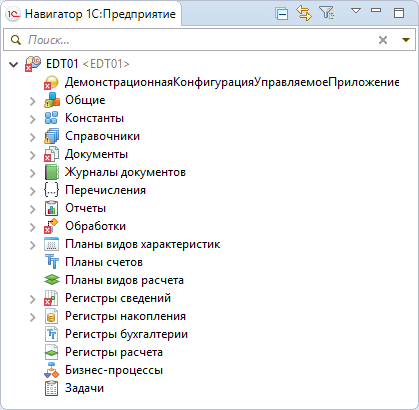 Навигатор 1С:Предприятие
Поиск...
EDT01 <EDT01>
ДемонстрационнаяКонфигурацияУправляемоеПриложение
Общие
Константы
Справочники
Документы
Журналы документов
Перечисления
Отчеты
Обработки
Планы видов характеристик
Планы счетов
Планы видов расчета
Регистры сведений
Регистры накопления
Регистры бухгалтерии
Регистры расчета
Бизнес-процессы
Задачи